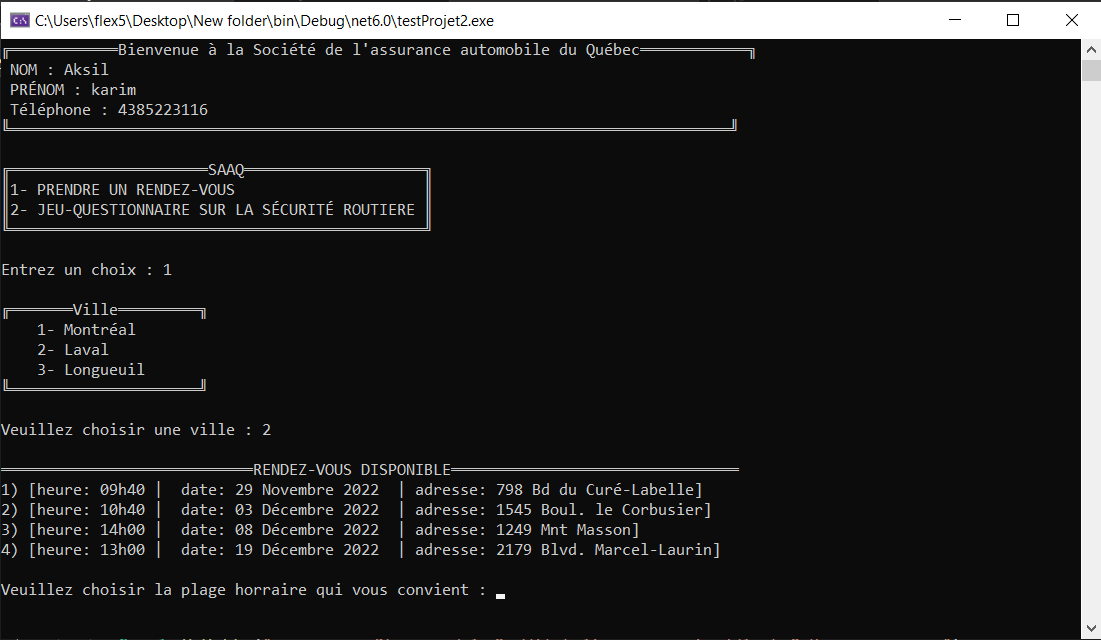 C:\Users\flex5\Desktop\New folder\bin\Debug\net6.0\testProjet2.exe
╔════════════Bienvenue à la Société de l'assurance automobile du Québec════════════╗
NOM : Aksil
PRÉNOM : karim
Téléphone : 4385223116
╚════════════════════════════════════════════════════════════════════════════════╝
╔══════════════════════SAAQ════════════════════╗
║1- PRENDRE UN RENDEZ-VOUS ║
║2- JEU-QUESTIONNAIRE SUR LA SÉCURITÉ ROUTIERE ║
╚══════════════════════════════════════════════╝
Entrez un choix : 1
╔═══════Ville═════════╗
1- Montréal
2- Laval
3- Longueuil
╚═════════════════════╝
Veuillez choisir une ville : 2
════════════════════════════RENDEZ-VOUS DISPONIBLE════════════════════════════════
1) [heure: 09h40 | date: 29 Novembre 2022 | adresse: 798 Bd du Curé-Labelle]
2) [heure: 10h40 | date: 03 Décembre 2022 | adresse: 1545 Boul. le Corbusier]
3) [heure: 14h00 | date: 08 Décembre 2022 | adresse: 1249 Mnt Masson]
4) [heure: 13h00 | date: 19 Décembre 2022 | adresse: 2179 Blvd. Marcel-Laurin]
Veuillez choisir la plage horraire qui vous convient :